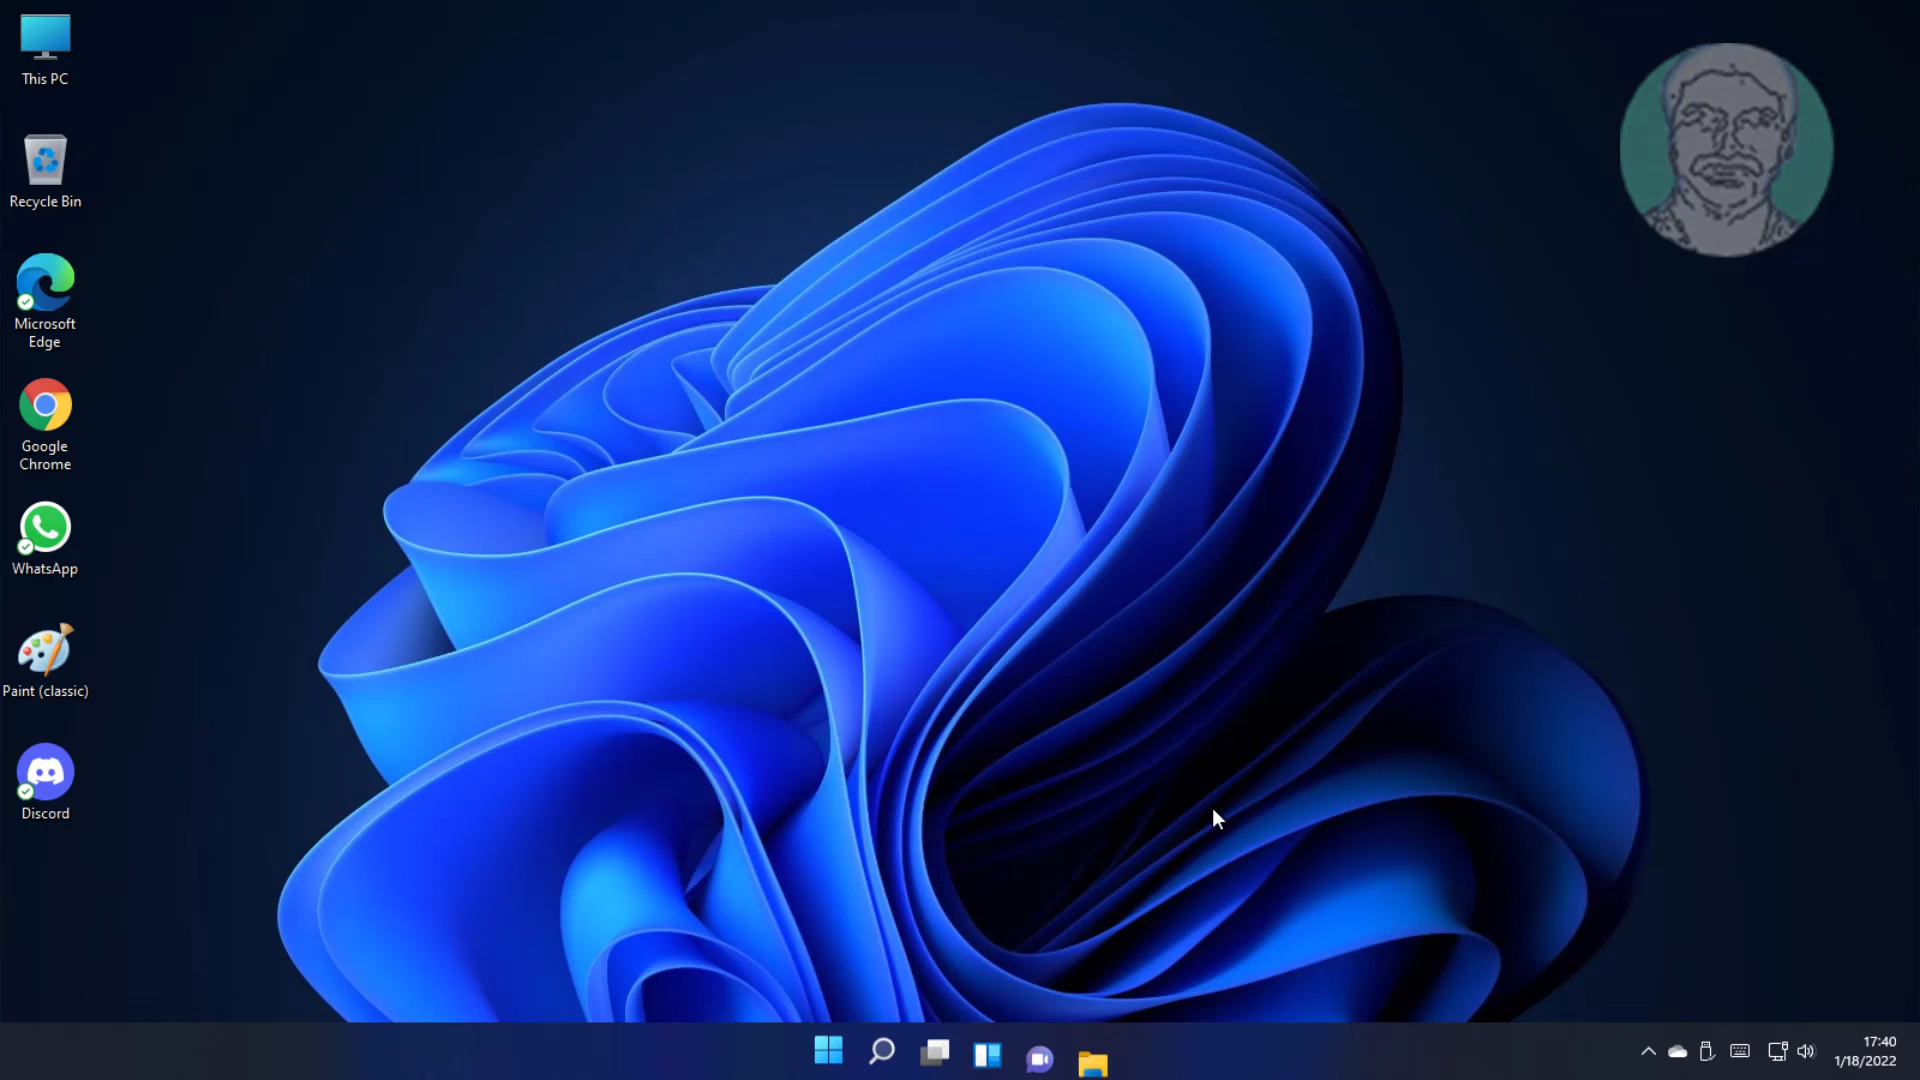 This PC
Recycle Bin
Microsoft
Edge
Google
Chrome
WhatsApp
Paint (classic)
Discord
17:40
1/18/2022